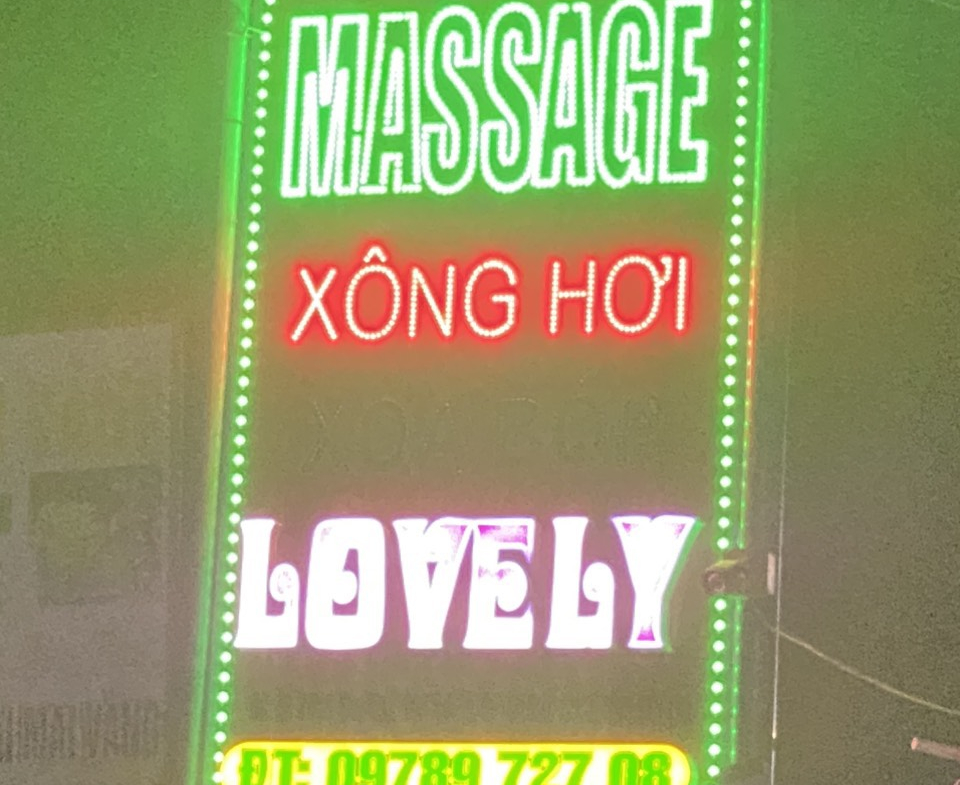 MASSAGE
XÔNG HƠI
LOVELY
ĐT: 09789 727 08